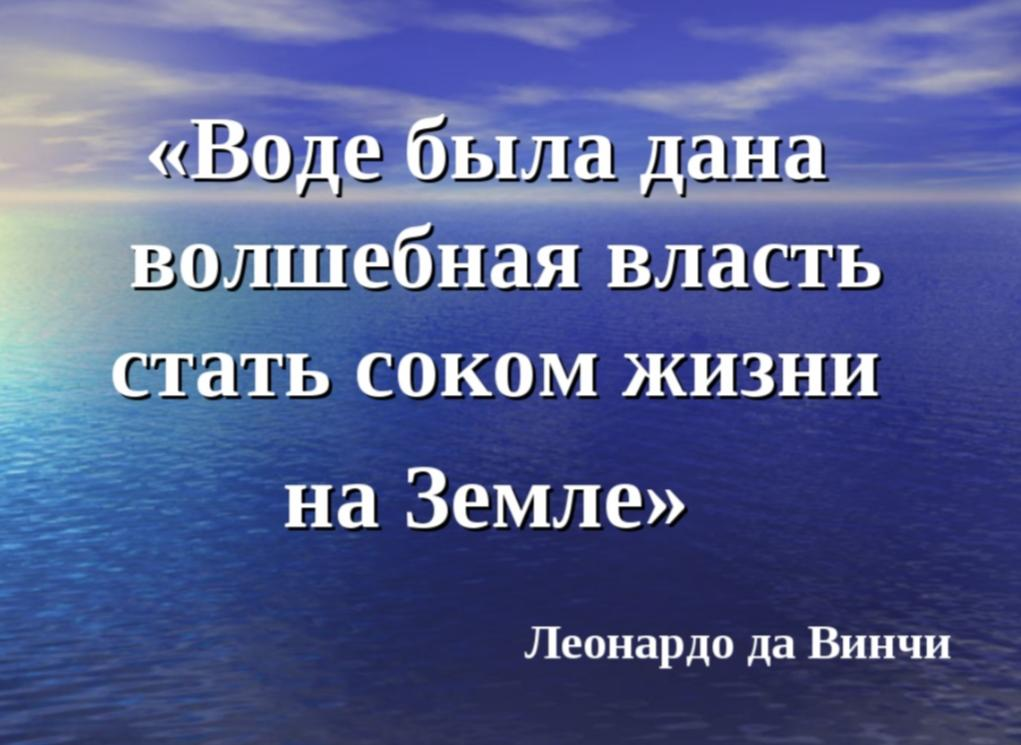 «Воде была дана
волшебная власть
стать соком жизни
на Земле»
Леонардо да Винчи